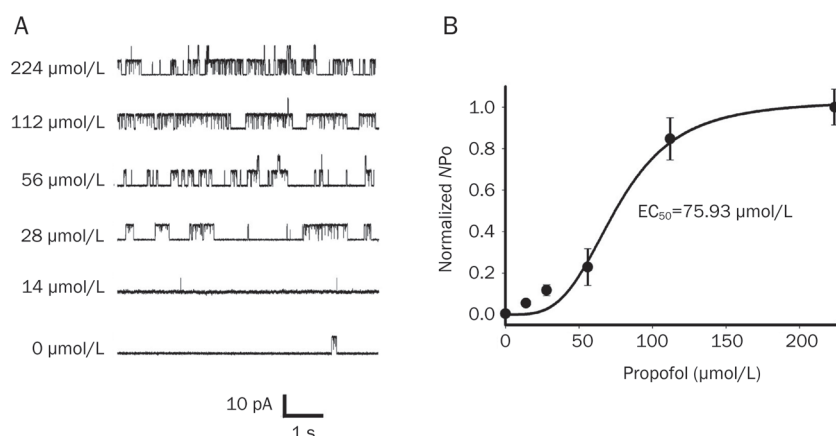 A
224 µmol/L
112 µmol/L
56 µmol/L
28 µmol/L
14 µmol/L
0 µmol/L
10 pA
1 s
B
Normalized NPo
1.0
0.8
0.6
0.4
0.2
0.0
EC50=75.93 µmol/L
0 50 100 150 200
Propofol (µmol/L)